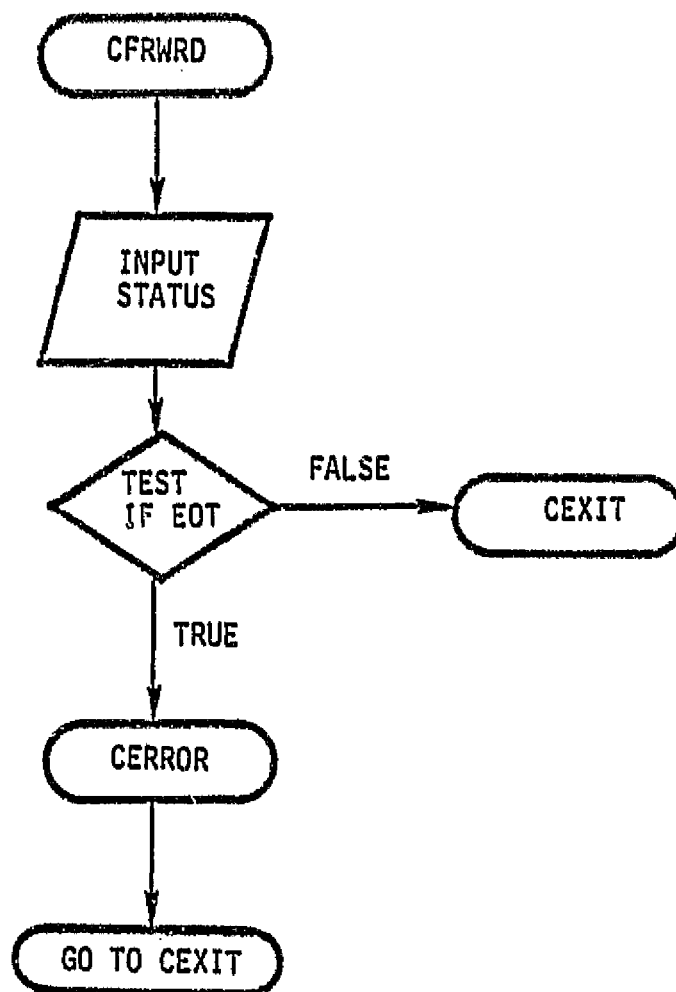 CFRWRD
INPUT
STATUS
TEST
IF EOT
FALSE
CEXIT
TRUE
CERROR
GO TO CEXIT